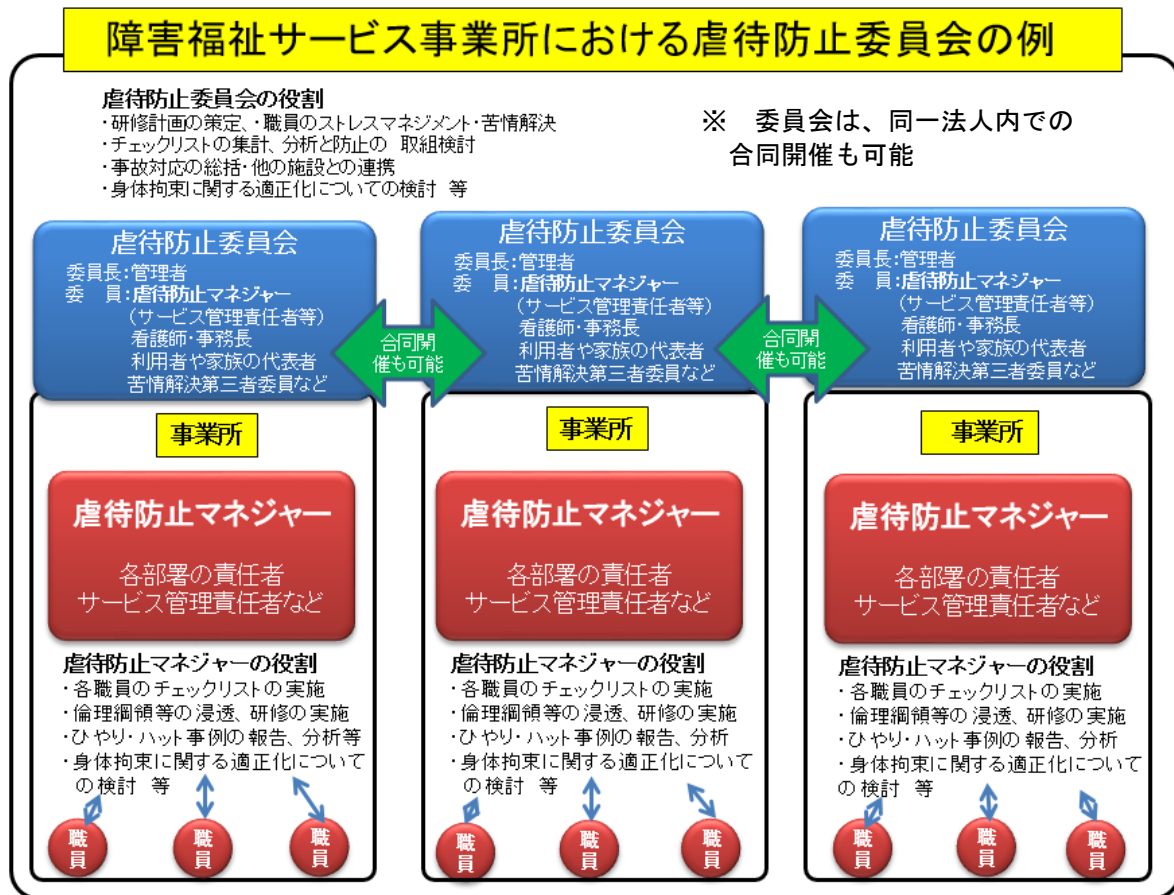 障害福祉サービス事業所における虐待防止委員会の例
虐待防止委員会の役割
・研修計画の策定、・職員のストレスマネジメント・苦情解決
・チェックリストの集計、分析と防止の 取組検討
・事故対応の総括・他の施設との連携
・身体拘束に関する適正化についての検討 等
※ 委員会は、同一法人内での
合同開催も可能
虐待防止委員会
委員長:管理者
委 員:虐待防止マネジャー
(サービス管理責任者等)
看護師・事務長
利用者や家族の代表者
苦情解決第三者委員など
合同開
催も可能
虐待防止委員会
委員長:管理者
委 員:虐待防止マネジャー
(サービス管理責任者等)
看護師・事務長
利用者や家族の代表者
苦情解決第三者委員など
合同開
催も可能
虐待防止委員会
委員長:管理者
委 員:虐待防止マネジャー
(サービス管理責任者等)
看護師・事務長
利用者や家族の代表者
苦情解決第三者委員など
事業所
虐待防止マネジャー
各部署の責任者
サービス管理責任者など
虐待防止マネジャーの役割
・各職員のチェックリストの実施
・倫理綱領等の浸透、研修の実施
・ひやり・ハット事例の報告、分析等
・身体拘束に関する適正化について
の検討 等
職員
職員
職員
事業所
虐待防止マネジャー
各部署の責任者
サービス管理責任者など
虐待防止マネジャーの役割
・各職員のチェックリストの実施
・倫理綱領等の浸透、研修の実施
・ひやり・ハット事例の報告、分析
・身体拘束に関する適正化について
の検討 等
職員
職員
職員
事業所
虐待防止マネジャー
各部署の責任者
サービス管理責任者など
虐待防止マネジャーの役割
・各職員のチェックリストの実施
・倫理綱領等の浸透、研修の実施
・ひやり・ハット事例の報告、分析
・身体拘束に関する適正化について
の検討 等
職員
職員
職員